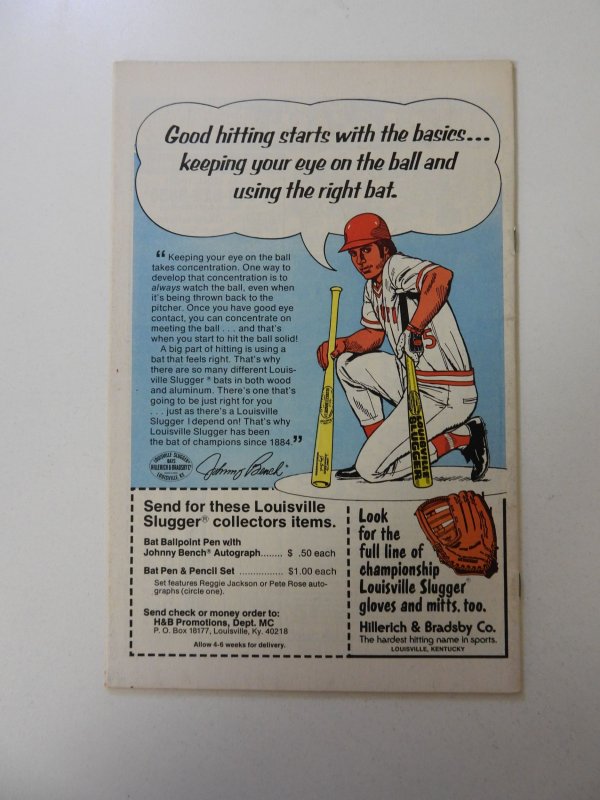 Good hitting starts with the basics...
keeping your eye on the ball and
using the right bat.
“ Keeping your eye on the ball
takes concentration. One way to
develop that concentration is to
always watch the ball, even when
it's being thrown back to the
pitcher. Once you have good eye
contact, you can concentrate on
meeting the ball . . . and that's
when you start to hit the ball solid!
A big part of hitting is using a
bat that feels right. That's why
there are so many different Louis-
ville Slugger® bats in both wood
and aluminum. There's one that's
going to be just right for you
. . . just as there's a Louisville
Slugger I depend on! That's why
Louisville Slugger has been
the bat of champions since 1884.”
LOUISVILLE SLUGGER
BATS
HILLERICH & BRADSBY Co
LOUISVILLE, KY.
Johnny Bench
5
LOUISVILLE
SLUGGER
Send for these Louisville
Slugger® collectors items.
Bat Ballpoint Pen with
Johnny Bench® Autograph........ $ .50 each
Bat Pen & Pencil Set ................ $1.00 each
Set features Reggie Jackson or Pete Rose auto-
graphs (circle one).
Send check or money order to:
H&B Promotions, Dept. MC
P. O. Box 18177, Louisville, Ky. 40218
Allow 4-6 weeks for delivery.
Look
for the
full line of
championship
Louisville Slugger®
gloves and mitts, too.
Hillerich & Bradsby Co.
The hardest hitting name in sports.
LOUISVILLE, KENTUCKY